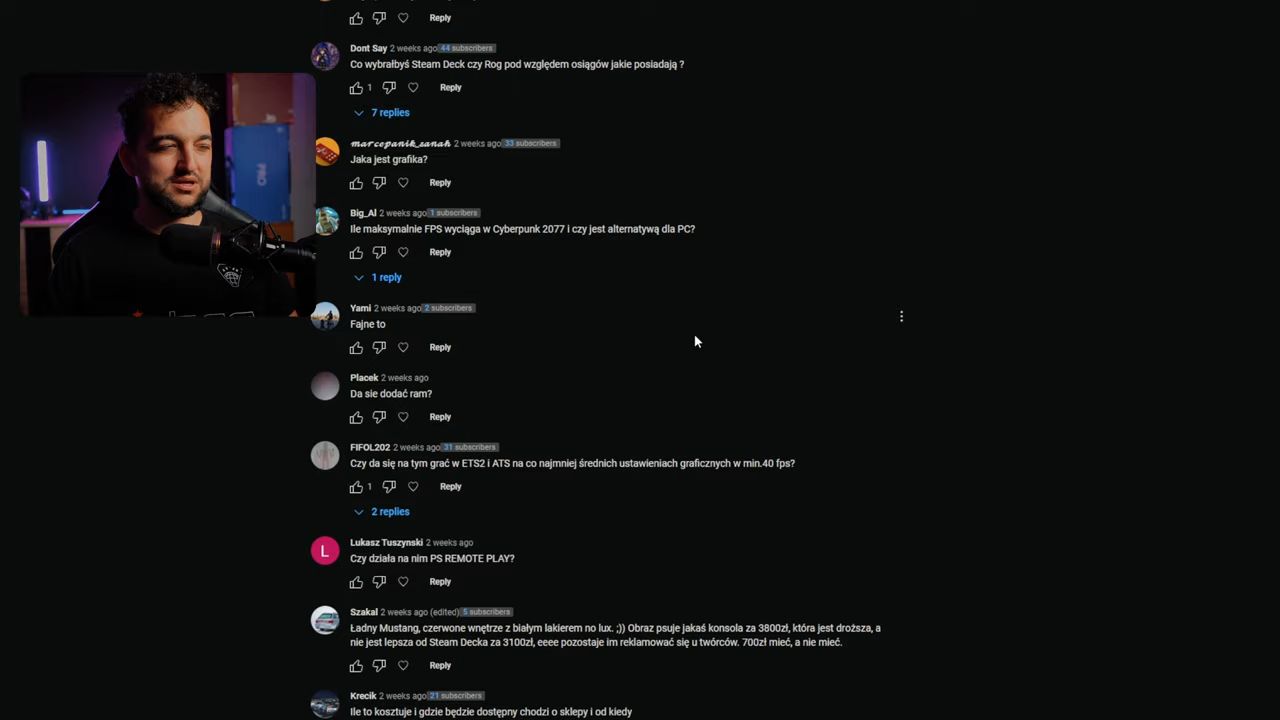 Reply
Dont Say 2 weeks ago 44 subscribers
Co wybrałbyś Steam Deck czy Rog pod względem osiągów jakie posiadają ?
1 Reply
7 replies
marcepanik_zanah 2 weeks ago 33 subscribers
Jaka jest grafika?
Reply
Big_Al 2 weeks ago 1 subscribers
Ile maksymalnie FPS wyciąga w Cyberpunk 2077 i czy jest alternatywą dla PC?
Reply
1 reply
Yami 2 weeks ago 2 subscribers
Fajne to
Reply
Placek 2 weeks ago
Da sie dodać ram?
Reply
FIFOL202 2 weeks ago 31 subscribers
Czy da się na tym grać w ETS2 i ATS na co najmniej średnich ustawieniach graficznych w min.40 fps?
1 Reply
2 replies
L
Lukasz Tuszynski 2 weeks ago
Czy działa na nim PS REMOTE PLAY?
Reply
Szakal 2 weeks ago (edited) 5 subscribers
Ładny Mustang, czerwone wnętrze z białym lakierem no lux. ;)) Obraz psuje jakaś konsola za 3800zł, która jest droższa, a
nie jest lepsza od Steam Decka za 3100zł, eeee pozostaje im reklamować się u twórców. 700zł mieć, a nie mieć.
Reply
Krecik 2 weeks ago 21 subscribers
Ile to kosztuje i gdzie będzie dostępny chodzi o sklepy i od kiedy